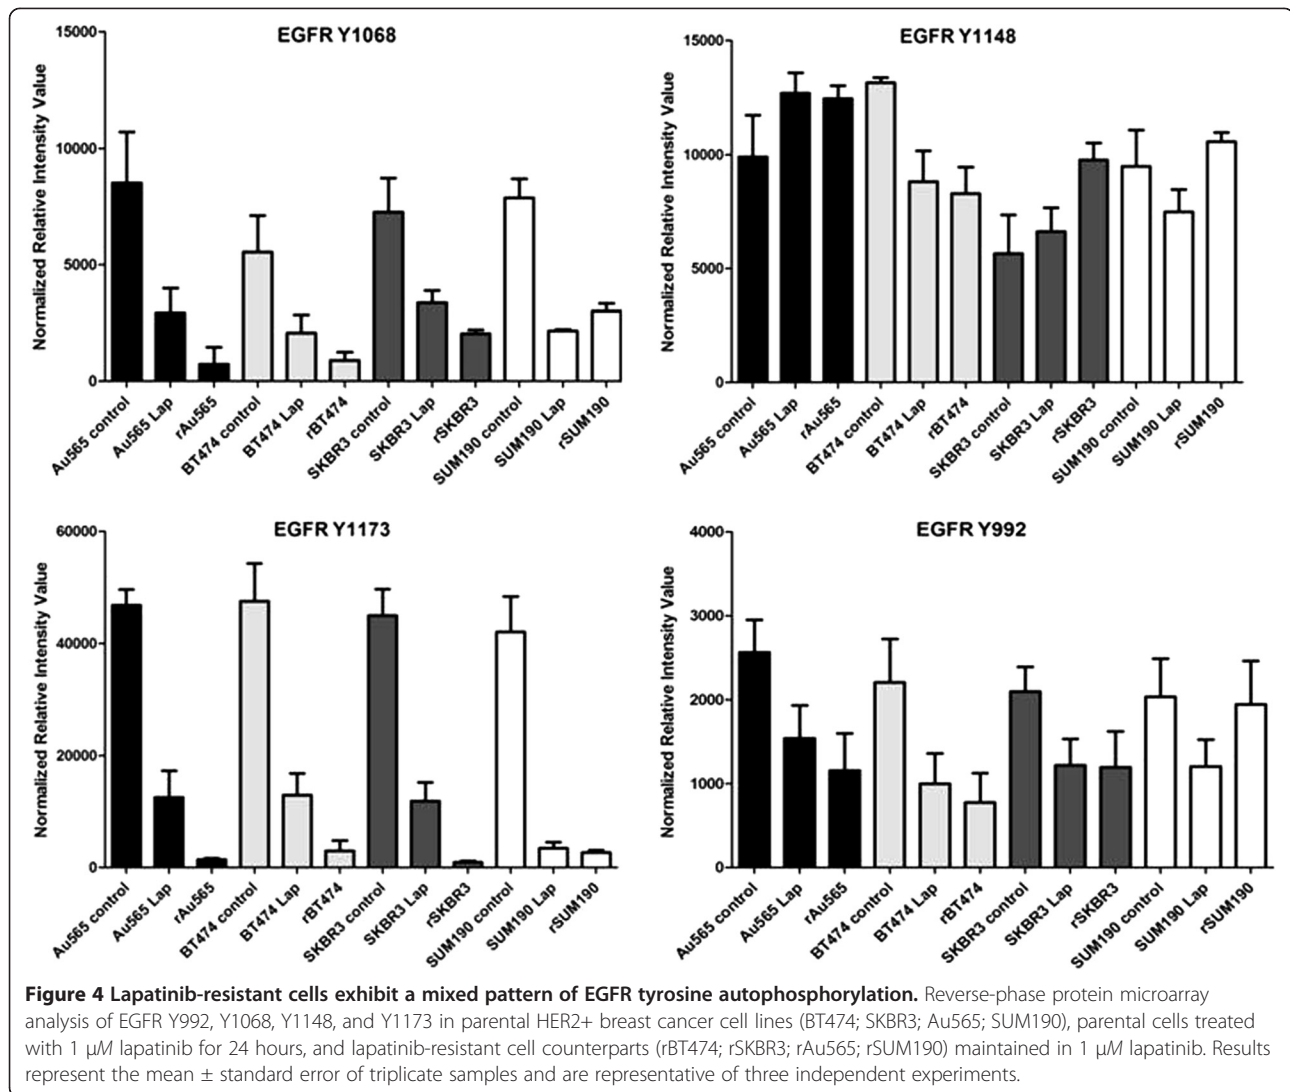 EGFR Y1068
Normalized Relative Intensity Value
15000
10000
5000
0
Au565 control
Au565 Lap
rAu565
BT474 control
BT474 Lap
rBT474
SKBR3 control
SKBR3 Lap
rSKBR3
SUM190 control
SUM190 Lap
rSUM190
EGFR Y1148
Normalized Relative Intensity Value
15000
10000
5000
0
Au565 control
Au565 Lap
rAu565
BT474 control
BT474 Lap
rBT474
SKBR3 control
SKBR3 Lap
rSKBR3
SUM190 control
SUM190 Lap
rSUM190
EGFR Y1173
Normalized Relative Intensity Value
60000
40000
20000
0
Au565 control
Au565 Lap
rAu565
BT474 control
BT474 Lap
rBT474
SKBR3 control
SKBR3 Lap
rSKBR3
SUM190 control
SUM190 Lap
rSUM190
EGFR Y992
Normalized Relative Intensity Value
4000
3000
2000
1000
0
Au565 control
Au565 Lap
rAu565
BT474 control
BT474 Lap
rBT474
SKBR3 control
SKBR3 Lap
rSKBR3
SUM190 control
SUM190 Lap
rSUM190
Figure 4 Lapatinib-resistant cells exhibit a mixed pattern of EGFR tyrosine autophosphorylation. Reverse-phase protein microarray
analysis of EGFR Y992, Y1068, Y1148, and Y1173 in parental HER2+ breast cancer cell lines (BT474; SKBR3; Au565; SUM190), parental cells treated
with 1 μM lapatinib for 24 hours, and lapatinib-resistant cell counterparts (rBT474; rSKBR3; rAu565; rSUM190) maintained in 1 μM lapatinib. Results
represent the mean ± standard error of triplicate samples and are representative of three independent experiments.